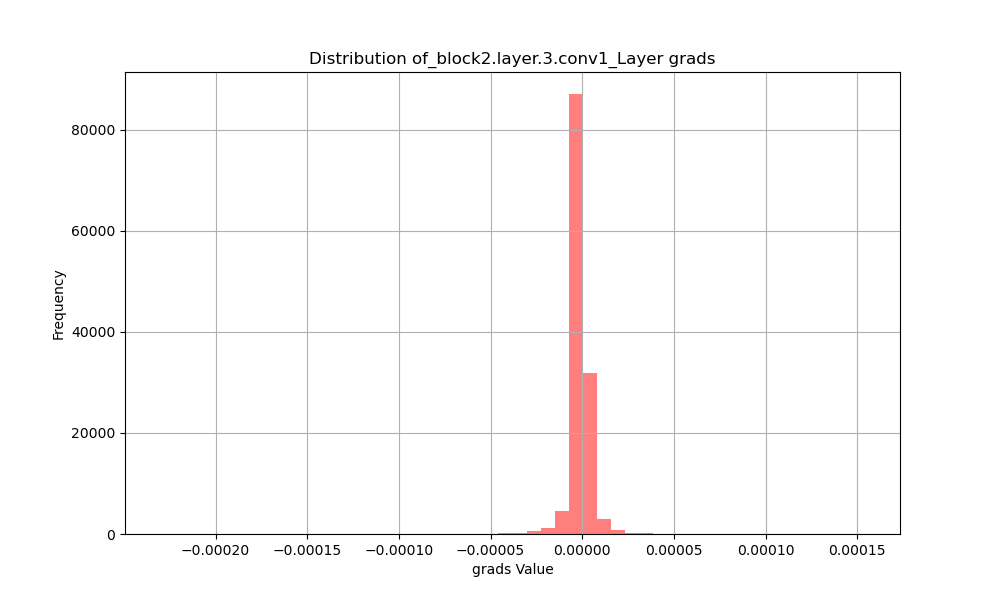 Distribution of_block2.layer.3.conv1_Layer grads
Frequency
80000
60000
40000
20000
0
−0.00020 −0.00015 −0.00010 −0.00005 0.00000 0.00005 0.00010 0.00015
grads Value